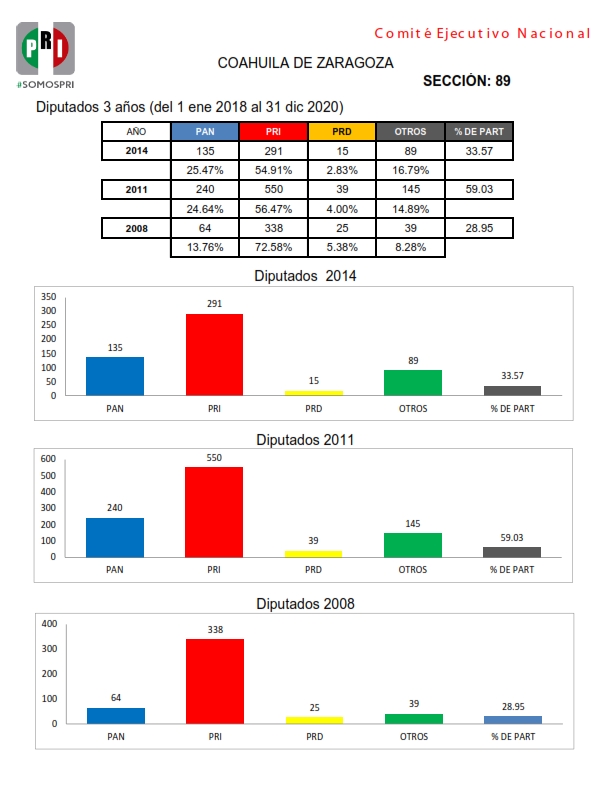 PRI
#SOMOSPRI
Comité Ejecutivo Nacional
COAHUILA DE ZARAGOZA
SECCIÓN: 89
Diputados 3 años (del 1 ene 2018 al 31 dic 2020)
AÑO PAN PRI PRD OTROS % DE PART
2014 135 291 15 89 33.57
25.47% 54.91% 2.83% 16.79%
2011 240 550 39 145 59.03
24.64% 56.47% 4.00% 14.89%
2008 64 338 25 39 28.95
13.76% 72.58% 5.38% 8.28%
Diputados 2014
350
300
250
200
150
100
50
0
135 291 15 89 33.57
PAN PRI PRD OTROS % DE PART
Diputados 2011
600
500
400
300
200
100
0
240 550 39 145 59.03
PAN PRI PRD OTROS % DE PART
Diputados 2008
400
300
200
100
0
64 338 25 39 28.95
PAN PRI PRD OTROS % DE PART